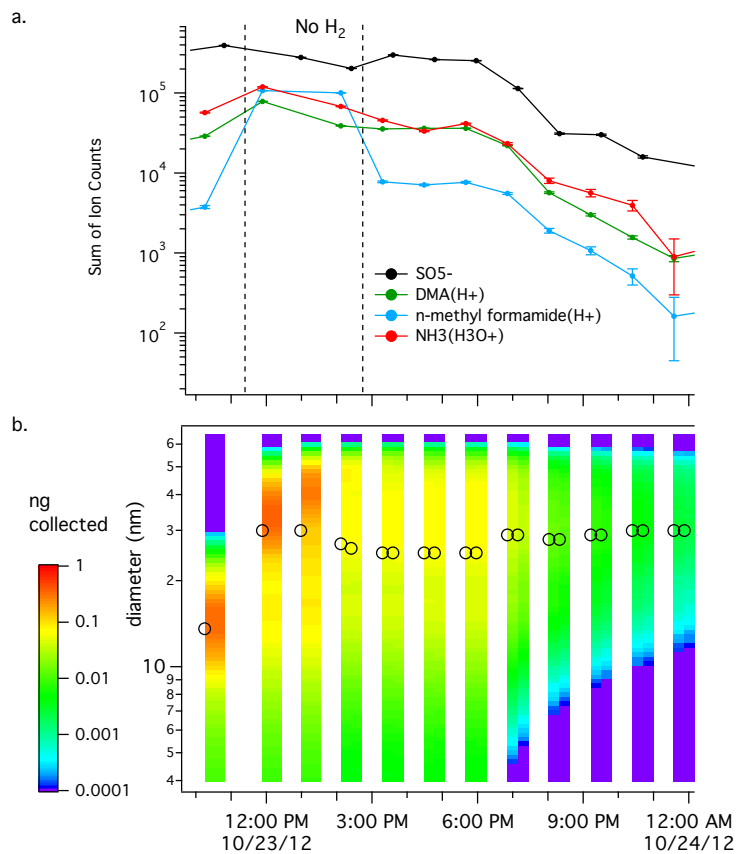 a.
No H2
Sum of Ion Counts
10^5
10^4
10^3
10^2
SO5-
DMA(H+)
n-methyl formamide(H+)
NH3(H3O+)
b.
ng
collected
1
0.1
0.01
0.001
0.0001
diameter (nm)
6
5
4
3
2
10
9
8
7
6
5
4
12:00 PM
10/23/12
3:00 PM
6:00 PM
9:00 PM
12:00 AM
10/24/12